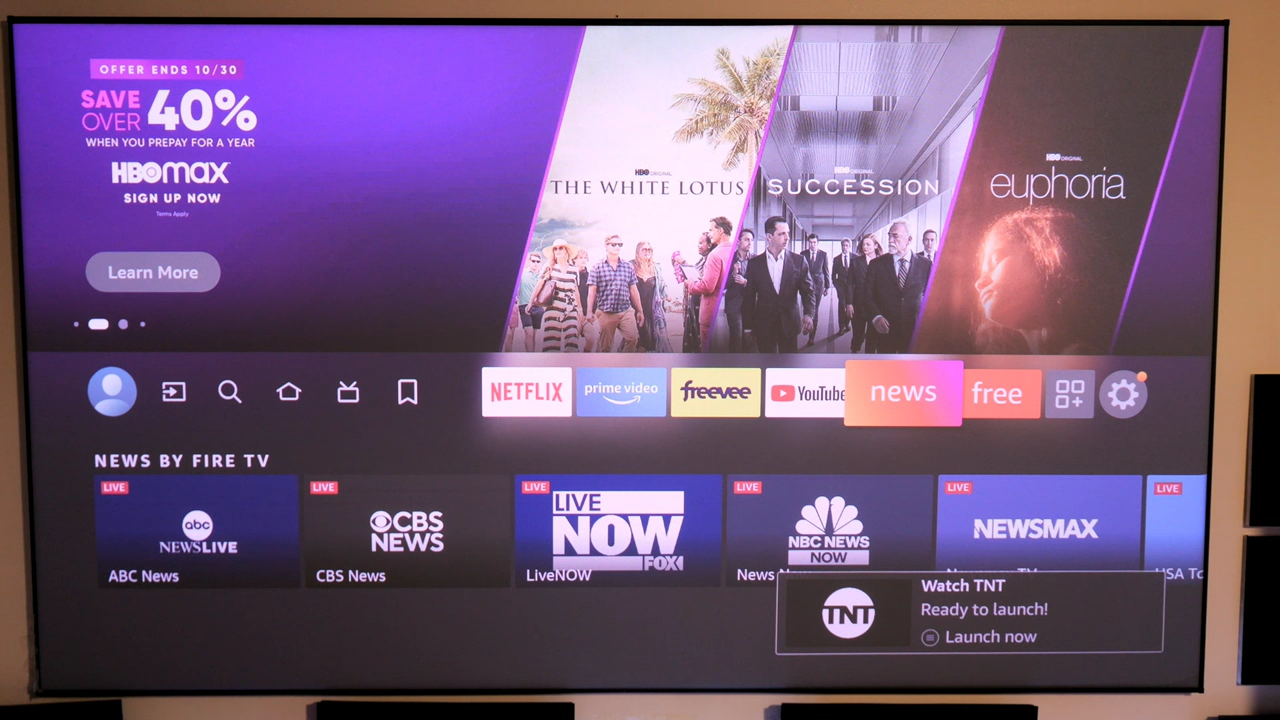 OFFER ENDS 10/30
SAVE
OVER
40%
WHEN YOU PREPAY FOR A YEAR
HBOMAX
SIGN UP NOW
Terms Apply
Learn More
HBO ORIGINAL
THE WHITE LOTUS
HBO ORIGINAL
SUCCESSION
HBO ORIGINAL
euphoria
NETFLIX
prime video
freevee
YouTube
news
free
NEWS BY FIRE TV
LIVE
abc
NEWSLIVE
ABC News
LIVE
CBS
NEWS
CBS News
LIVE
LIVE
NOW
FOX
LiveNOW
LIVE
NBC NEWS
NOW
News
LIVE
NEWSMAX
LIVE
USA
TNT
Watch TNT
Ready to launch!
Launch now